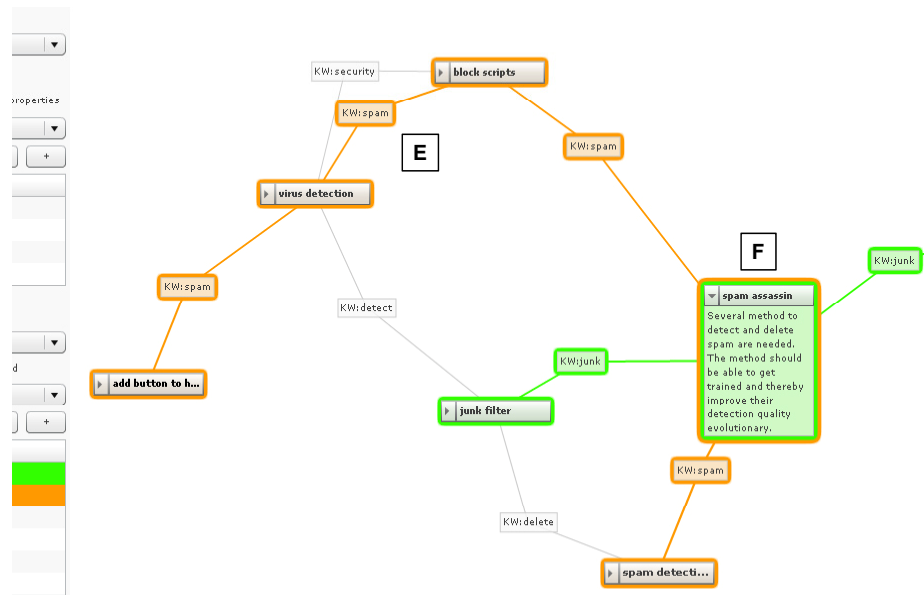 block scripts
KW:security
properties
KW:spam
+
E
KW:spam
virus detection
F
KW:junk
KW:spam
spam assassin
KW:detect
Several method to
detect and delete
spam are needed.
The method should
be able to get
trained and thereby
improve their
detection quality
evolutionary.
d
KW:junk
add button to h...
junk filter
+
KW:spam
KW:delete
spam detecti...